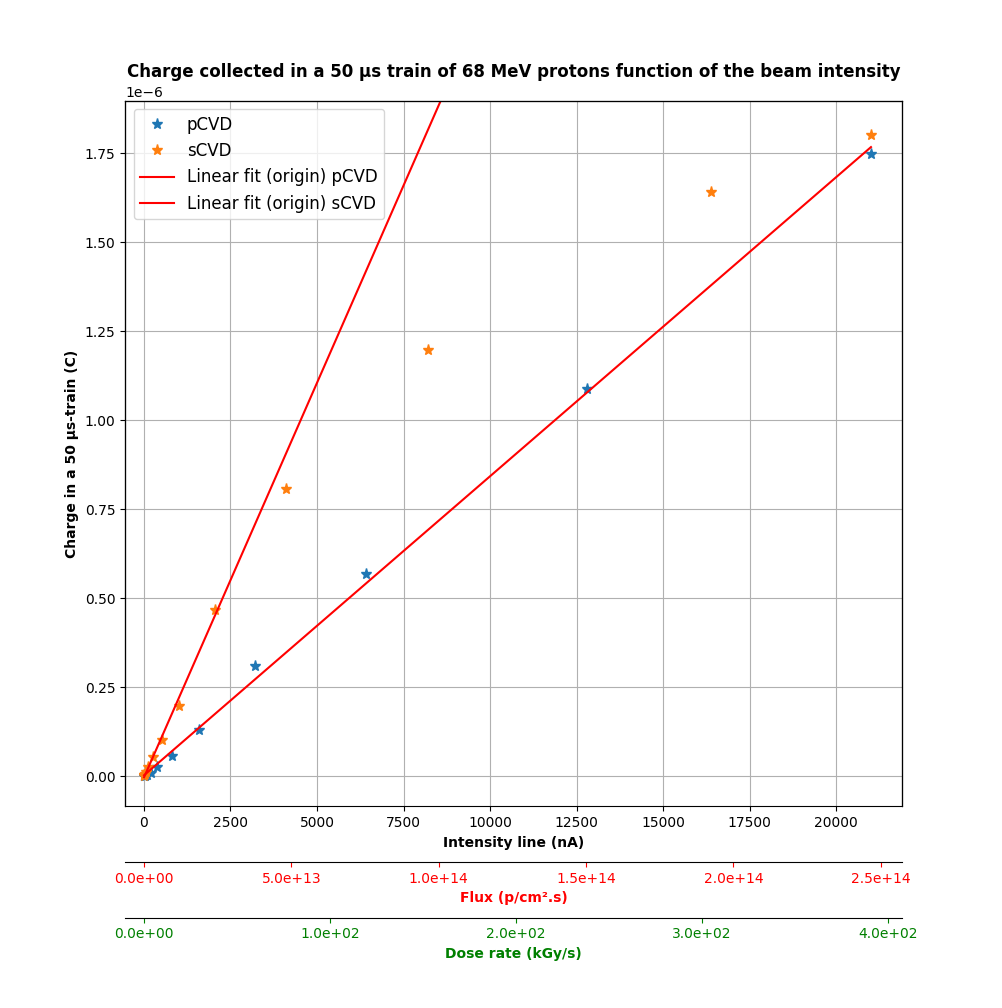 Charge collected in a 50 µs train of 68 MeV protons function of the beam intensity
1e−6
pCVD
sCVD
Linear fit (origin) pCVD
Linear fit (origin) sCVD
1.75
1.50
1.25
1.00
0.75
0.50
0.25
0.00
Charge in a 50 µs-train (C)
0 2500 5000 7500 10000 12500 15000 17500 20000
Intensity line (nA)
0.0e+00 5.0e+13 1.0e+14 1.5e+14 2.0e+14 2.5e+14
Flux (p/cm².s)
0.0e+00 1.0e+02 2.0e+02 3.0e+02 4.0e+02
Dose rate (kGy/s)